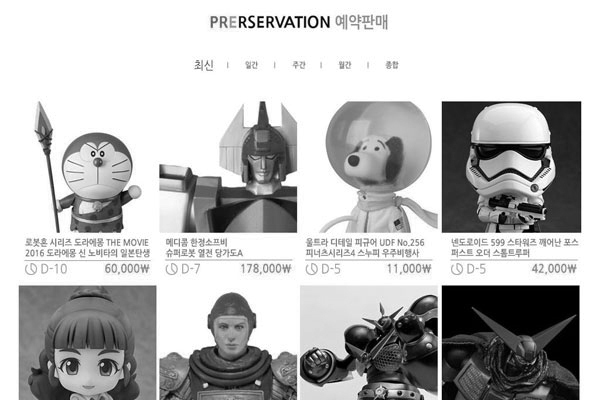 PRERSERVATION 예약판매
최신 | 일간 | 주간 | 월간 | 종합
로봇혼 시리즈 도라에몽 THE MOVIE
2016 도라에몽 신 노비타의 일본탄생
D-10 60,000₩
메디콤 한정소프비
슈퍼로봇 열전 당가도A
D-7 178,000₩
울트라 디테일 피규어 UDF No.256
피너츠시리즈4 스누피 우주비행사
D-5 11,000₩
넨도로이드 599 스타워즈 깨어난 포스
퍼스트 오더 스톰트루퍼
D-5 42,000₩